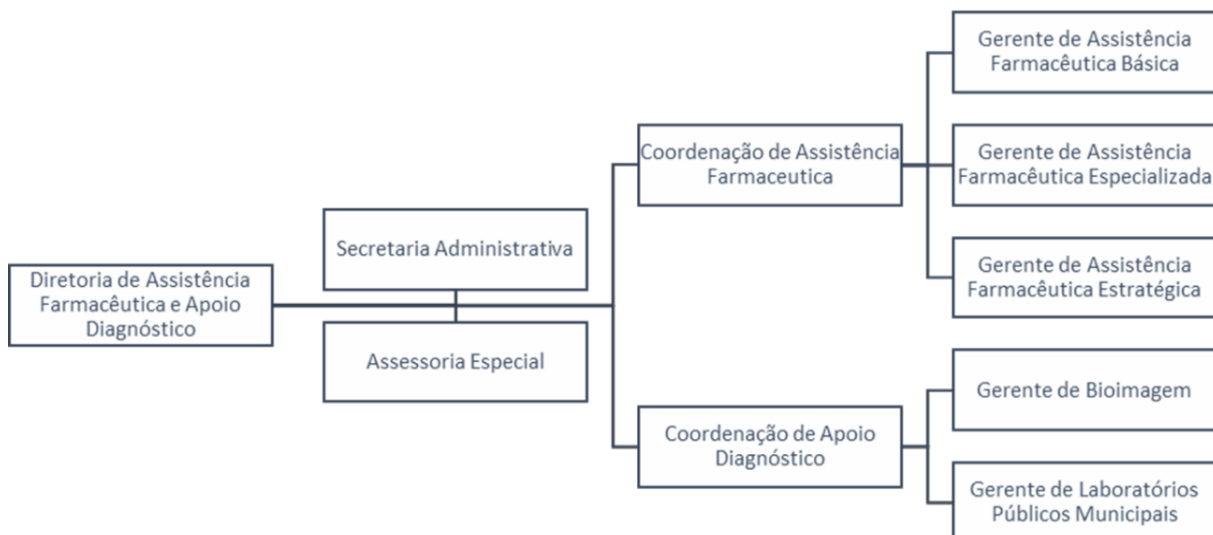 Diretoria de Assistência
Farmacêutica e Apoio
Diagnóstico
Secretaria Administrativa
Assessoria Especial
Coordenação de Assistência
Farmaceutica
Gerente de Assistência
Farmacêutica Básica
Gerente de Assistência
Farmacêutica Especializada
Gerente de Assistência
Farmacêutica Estratégica
Coordenação de Apoio
Diagnóstico
Gerente de Bioimagem
Gerente de Laboratórios
Públicos Municipais